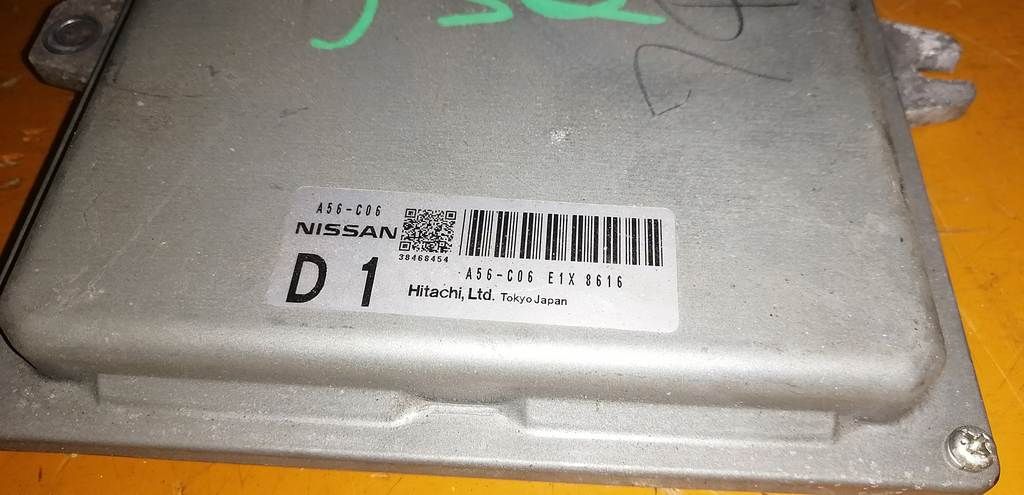 A56-C06
NISSAN
38468454
D 1
A56-C06 E1X 8616
Hitachi, Ltd. Tokyo Japan